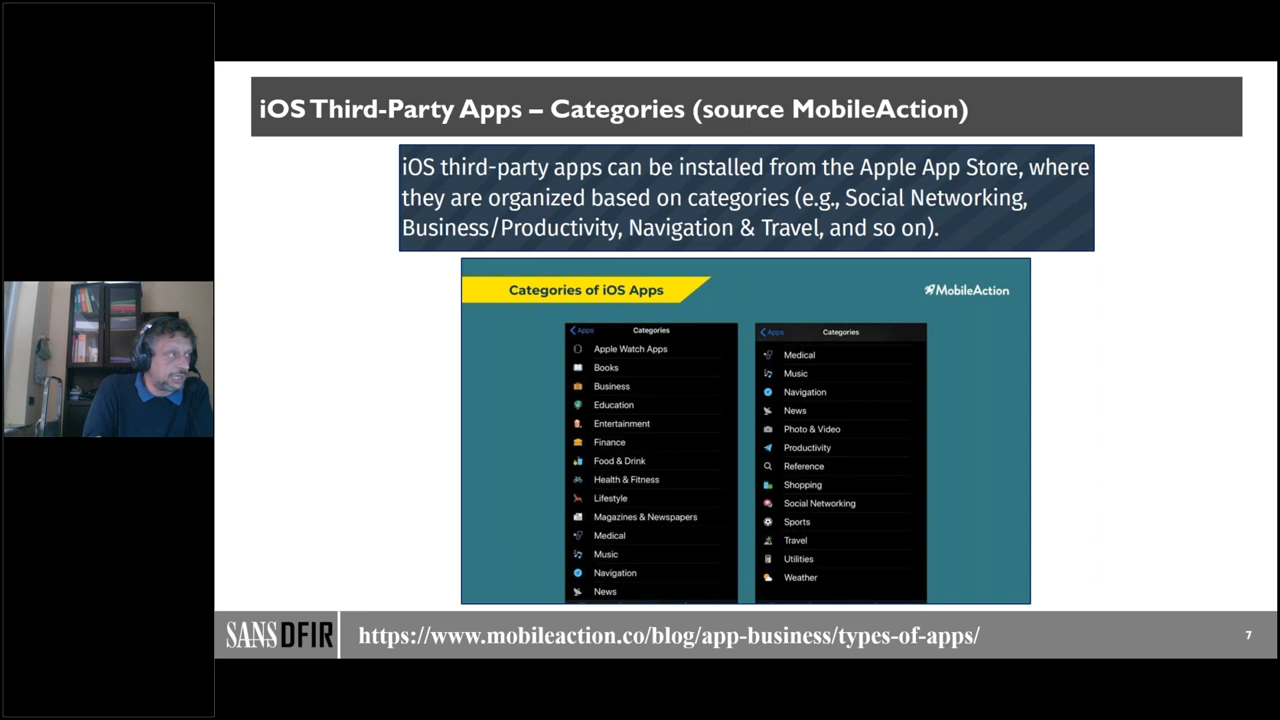 iOS Third-Party Apps – Categories (source MobileAction)
iOS third-party apps can be installed from the Apple App Store, where
they are organized based on categories (e.g., Social Networking,
Business/Productivity, Navigation & Travel, and so on).
Categories of iOS Apps
MobileAction
Apps Categories
Apple Watch Apps
Books
Business
Education
Entertainment
Finance
Food & Drink
Health & Fitness
Lifestyle
Magazines & Newspapers
Medical
Music
Navigation
News
Apps Categories
Medical
Music
Navigation
News
Photo & Video
Productivity
Reference
Shopping
Social Networking
Sports
Travel
Utilities
Weather
SANS DFIR
https://www.mobileaction.co/blog/app-business/types-of-apps/
7